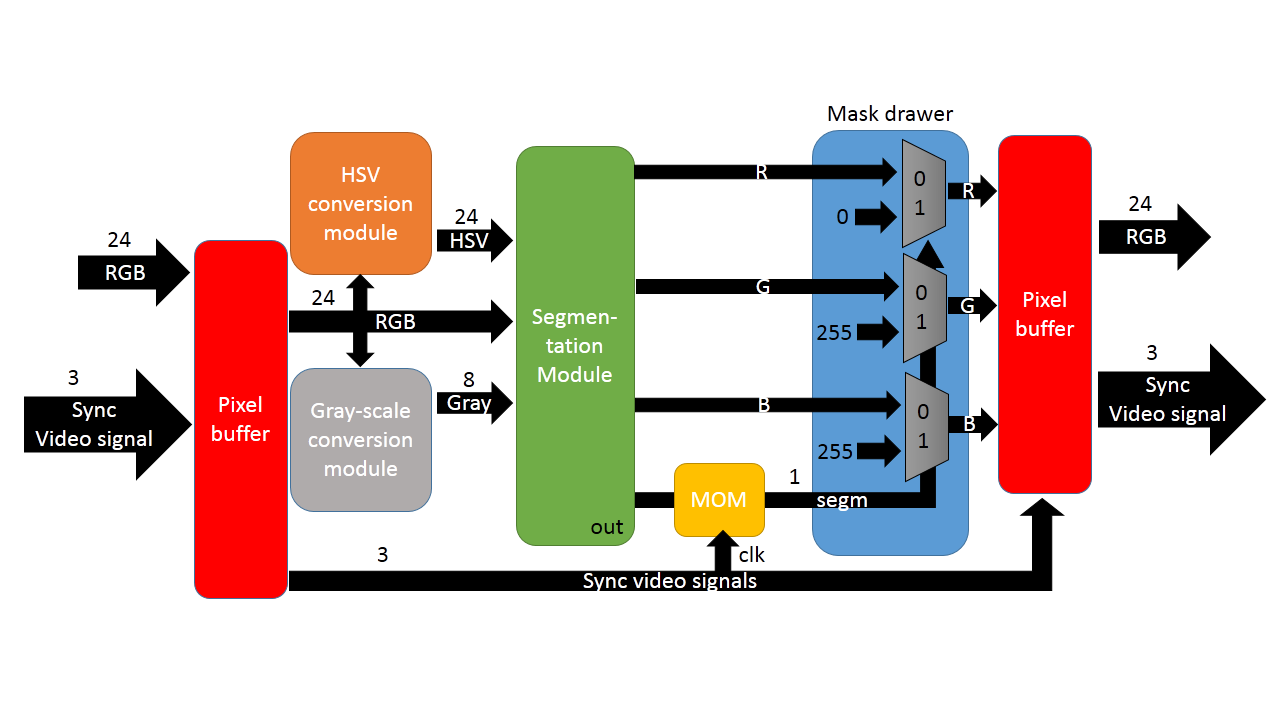 Mask drawer
HSV
conversion
module
R
0
1
0
R
24
RGB
24
HSV
24
RGB
24
RGB
G
0
1
255
G
Segmen-
tation
Module
Pixel
buffer
3
Sync
Video signal
3
Sync
Video signal
Pixel
buffer
8
Gray
Gray-scale
conversion
module
B
0
1
255
B
MOM
1
segm
out
3
clk
Sync video signals